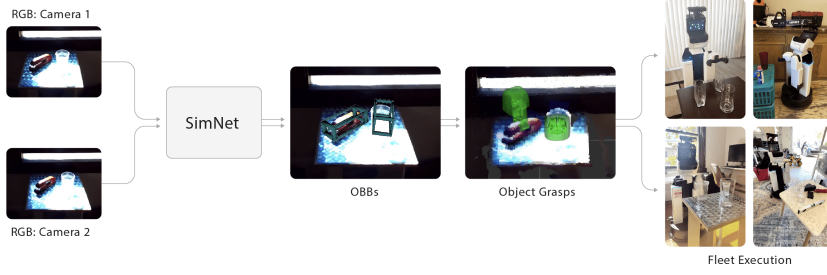 RGB: Camera 1
SimNet
OBBs
Object Grasps
RGB: Camera 2
Fleet Execution